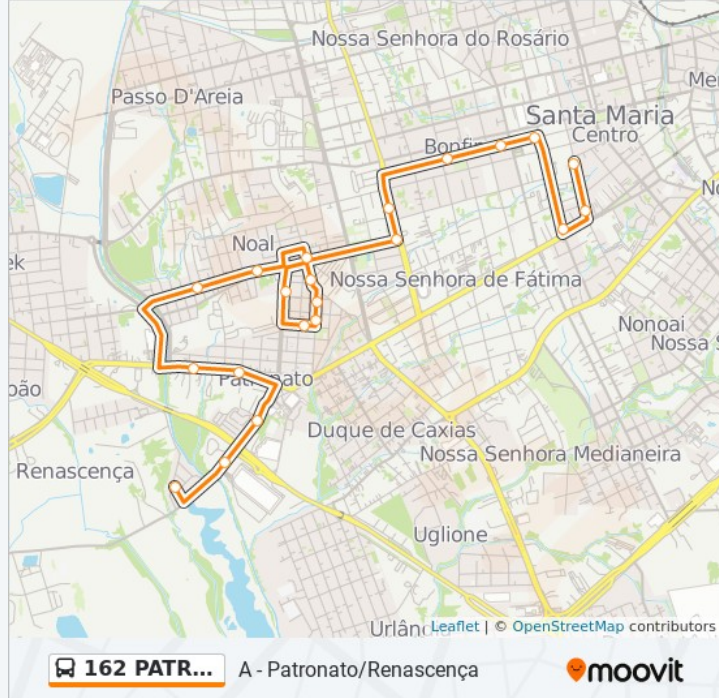 Nossa Senhora do Rosário
Passo D'Areia
Santa Maria
Centro
Bonfim
Noal
Nossa Senhora de Fátima
Nonoai
Nossa S
Patronato
Duque de Caxias
Nossa Senhora Medianeira
Renascença
Uglione
Leaflet | © OpenStreetMap contributors
162 PATR...
A - Patronato/Renascença
moovit